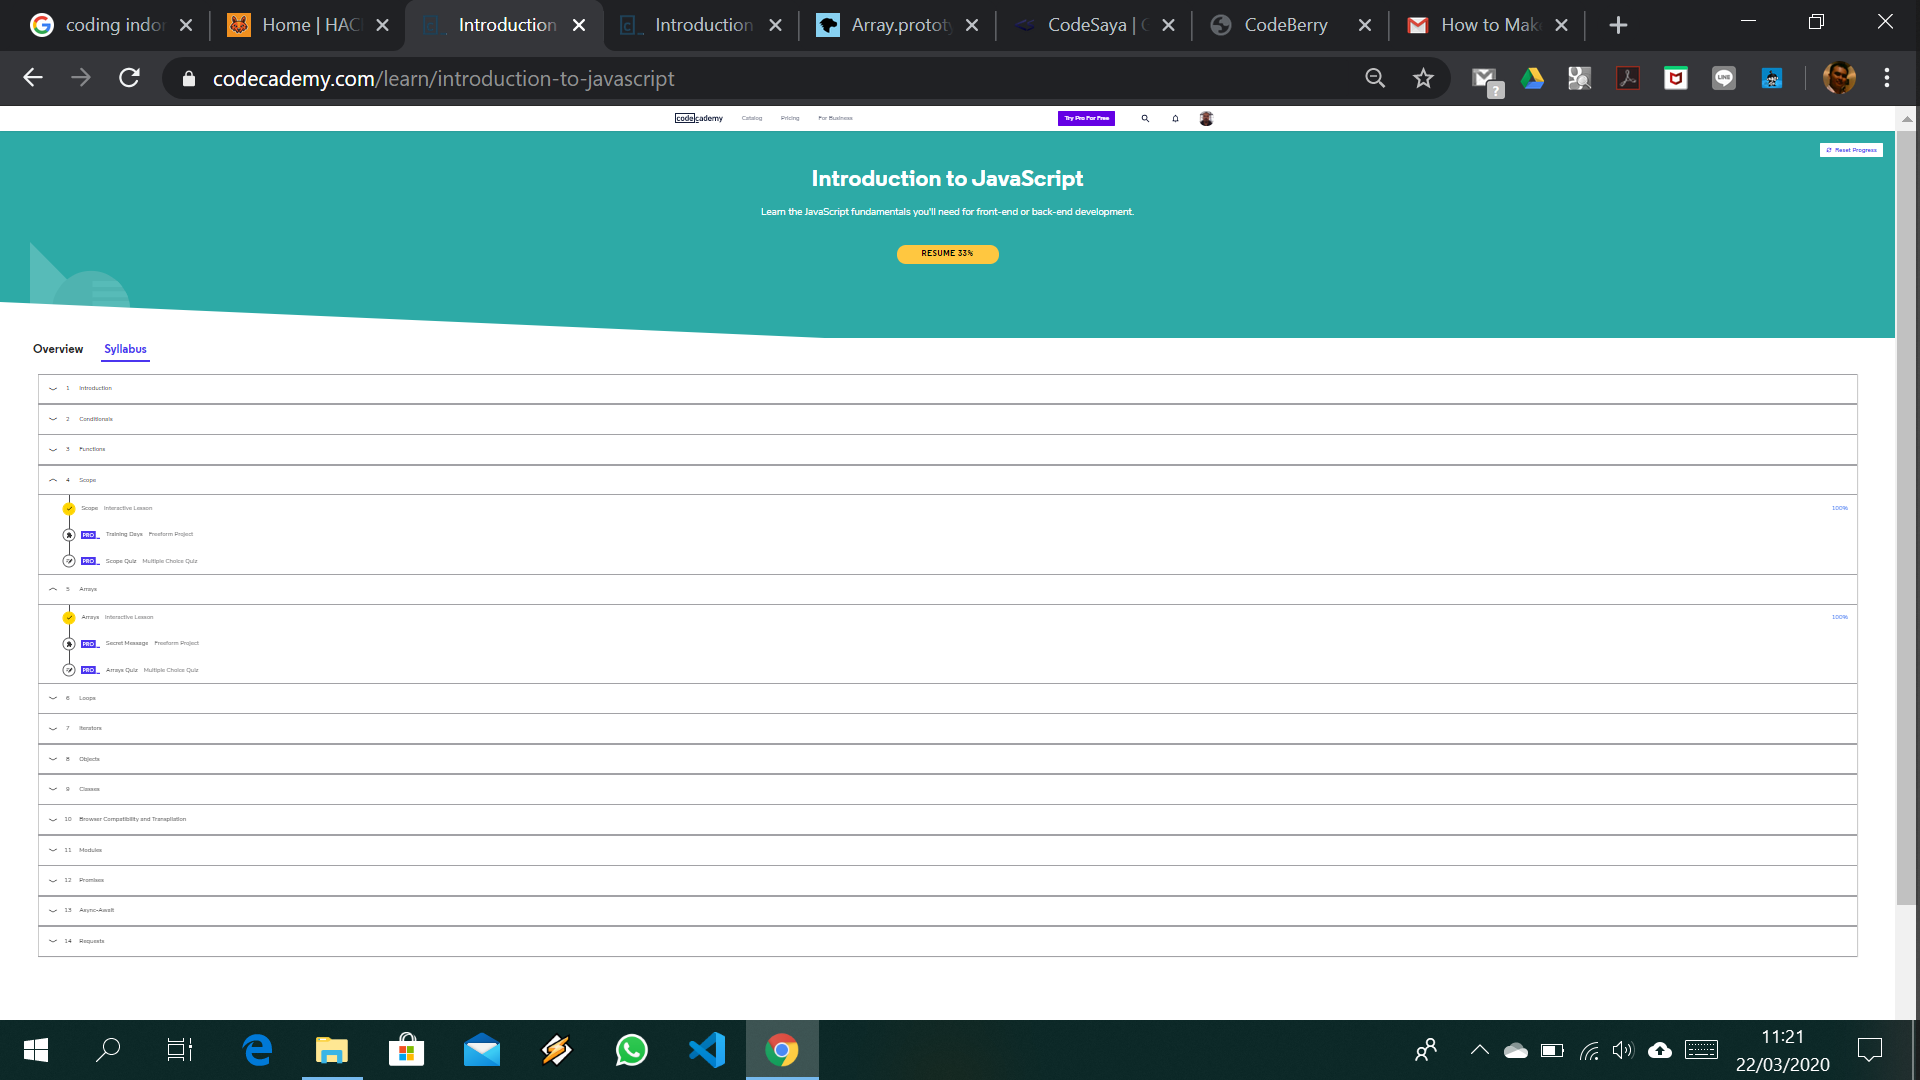 coding indor
Home | HAC
Introduction
Introduction
Array.prototy
CodeSaya | C
CodeBerry
How to Mak
codecademy.com/learn/introduction-to-javascript
codecademy
Catalog
Pricing
For Business
Try Pro For Free
Reset Progress
Introduction to JavaScript
Learn the JavaScript fundamentals you'll need for front-end or back-end development.
RESUME 33%
Overview
Syllabus
1 Introduction
2 Conditionals
3 Functions
4 Scope
Scope Interactive Lesson 100%
PRO Training Days Freeform Project
PRO Scope Quiz Multiple Choice Quiz
5 Arrays
Arrays Interactive Lesson 100%
PRO Secret Message Freeform Project
PRO Arrays Quiz Multiple Choice Quiz
6 Loops
7 Iterators
8 Objects
9 Classes
10 Browser Compatibility and Transpilation
11 Modules
12 Promises
13 Async-Await
14 Requests
11:21
22/03/2020